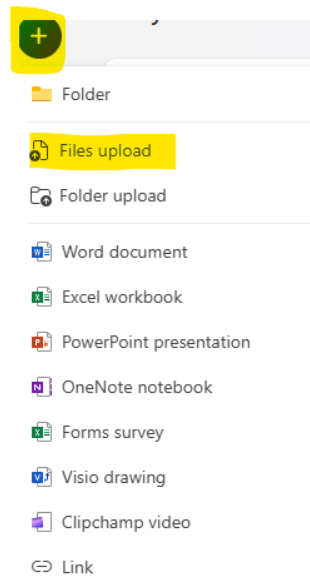 Folder
Files upload
Folder upload
Word document
Excel workbook
PowerPoint presentation
OneNote notebook
Forms survey
Visio drawing
Clipchamp video
Link